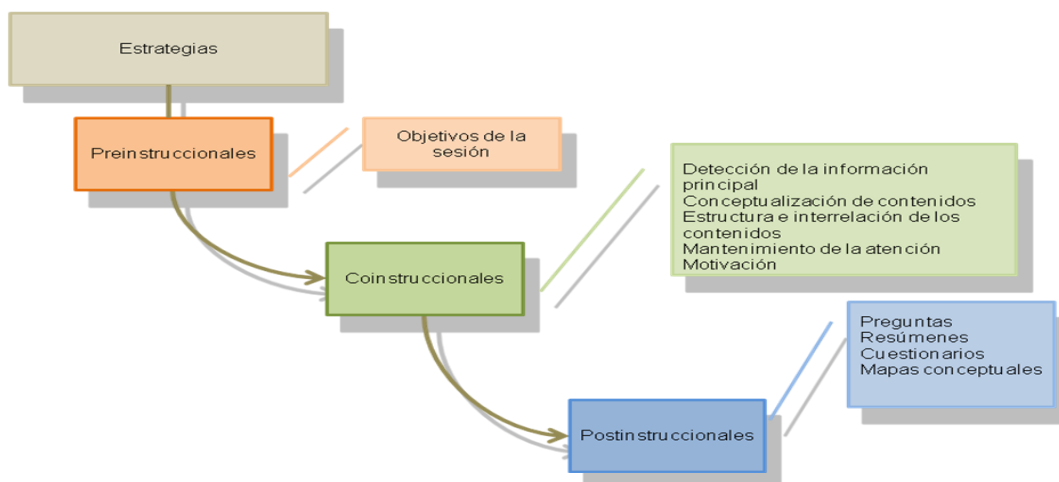 Estrategias
Preinstruccionales
Objetivos de la
sesión
Detección de la información
principal
Conceptualización de contenidos
Estructura e interrelación de los
contenidos
Mantenimiento de la atención
Motivación
Coinstruccionales
Preguntas
Resúmenes
Cuestionarios
Mapas conceptuales
Postinstruccionales